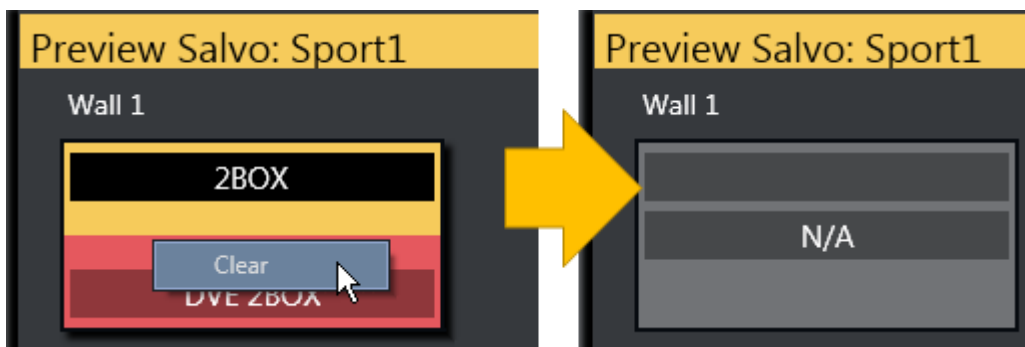 Preview Salvo: Sport1
Wall 1
2BOX
Clear
DVE 2BOX
Preview Salvo: Sport1
Wall 1
N/A